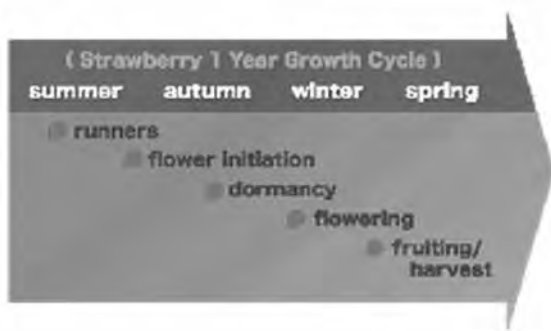 ( Strawberry 1 Year Growth Cycle )
summer autumn winter spring
runners
flower initiation
dormancy
flowering
fruiting/
harvest